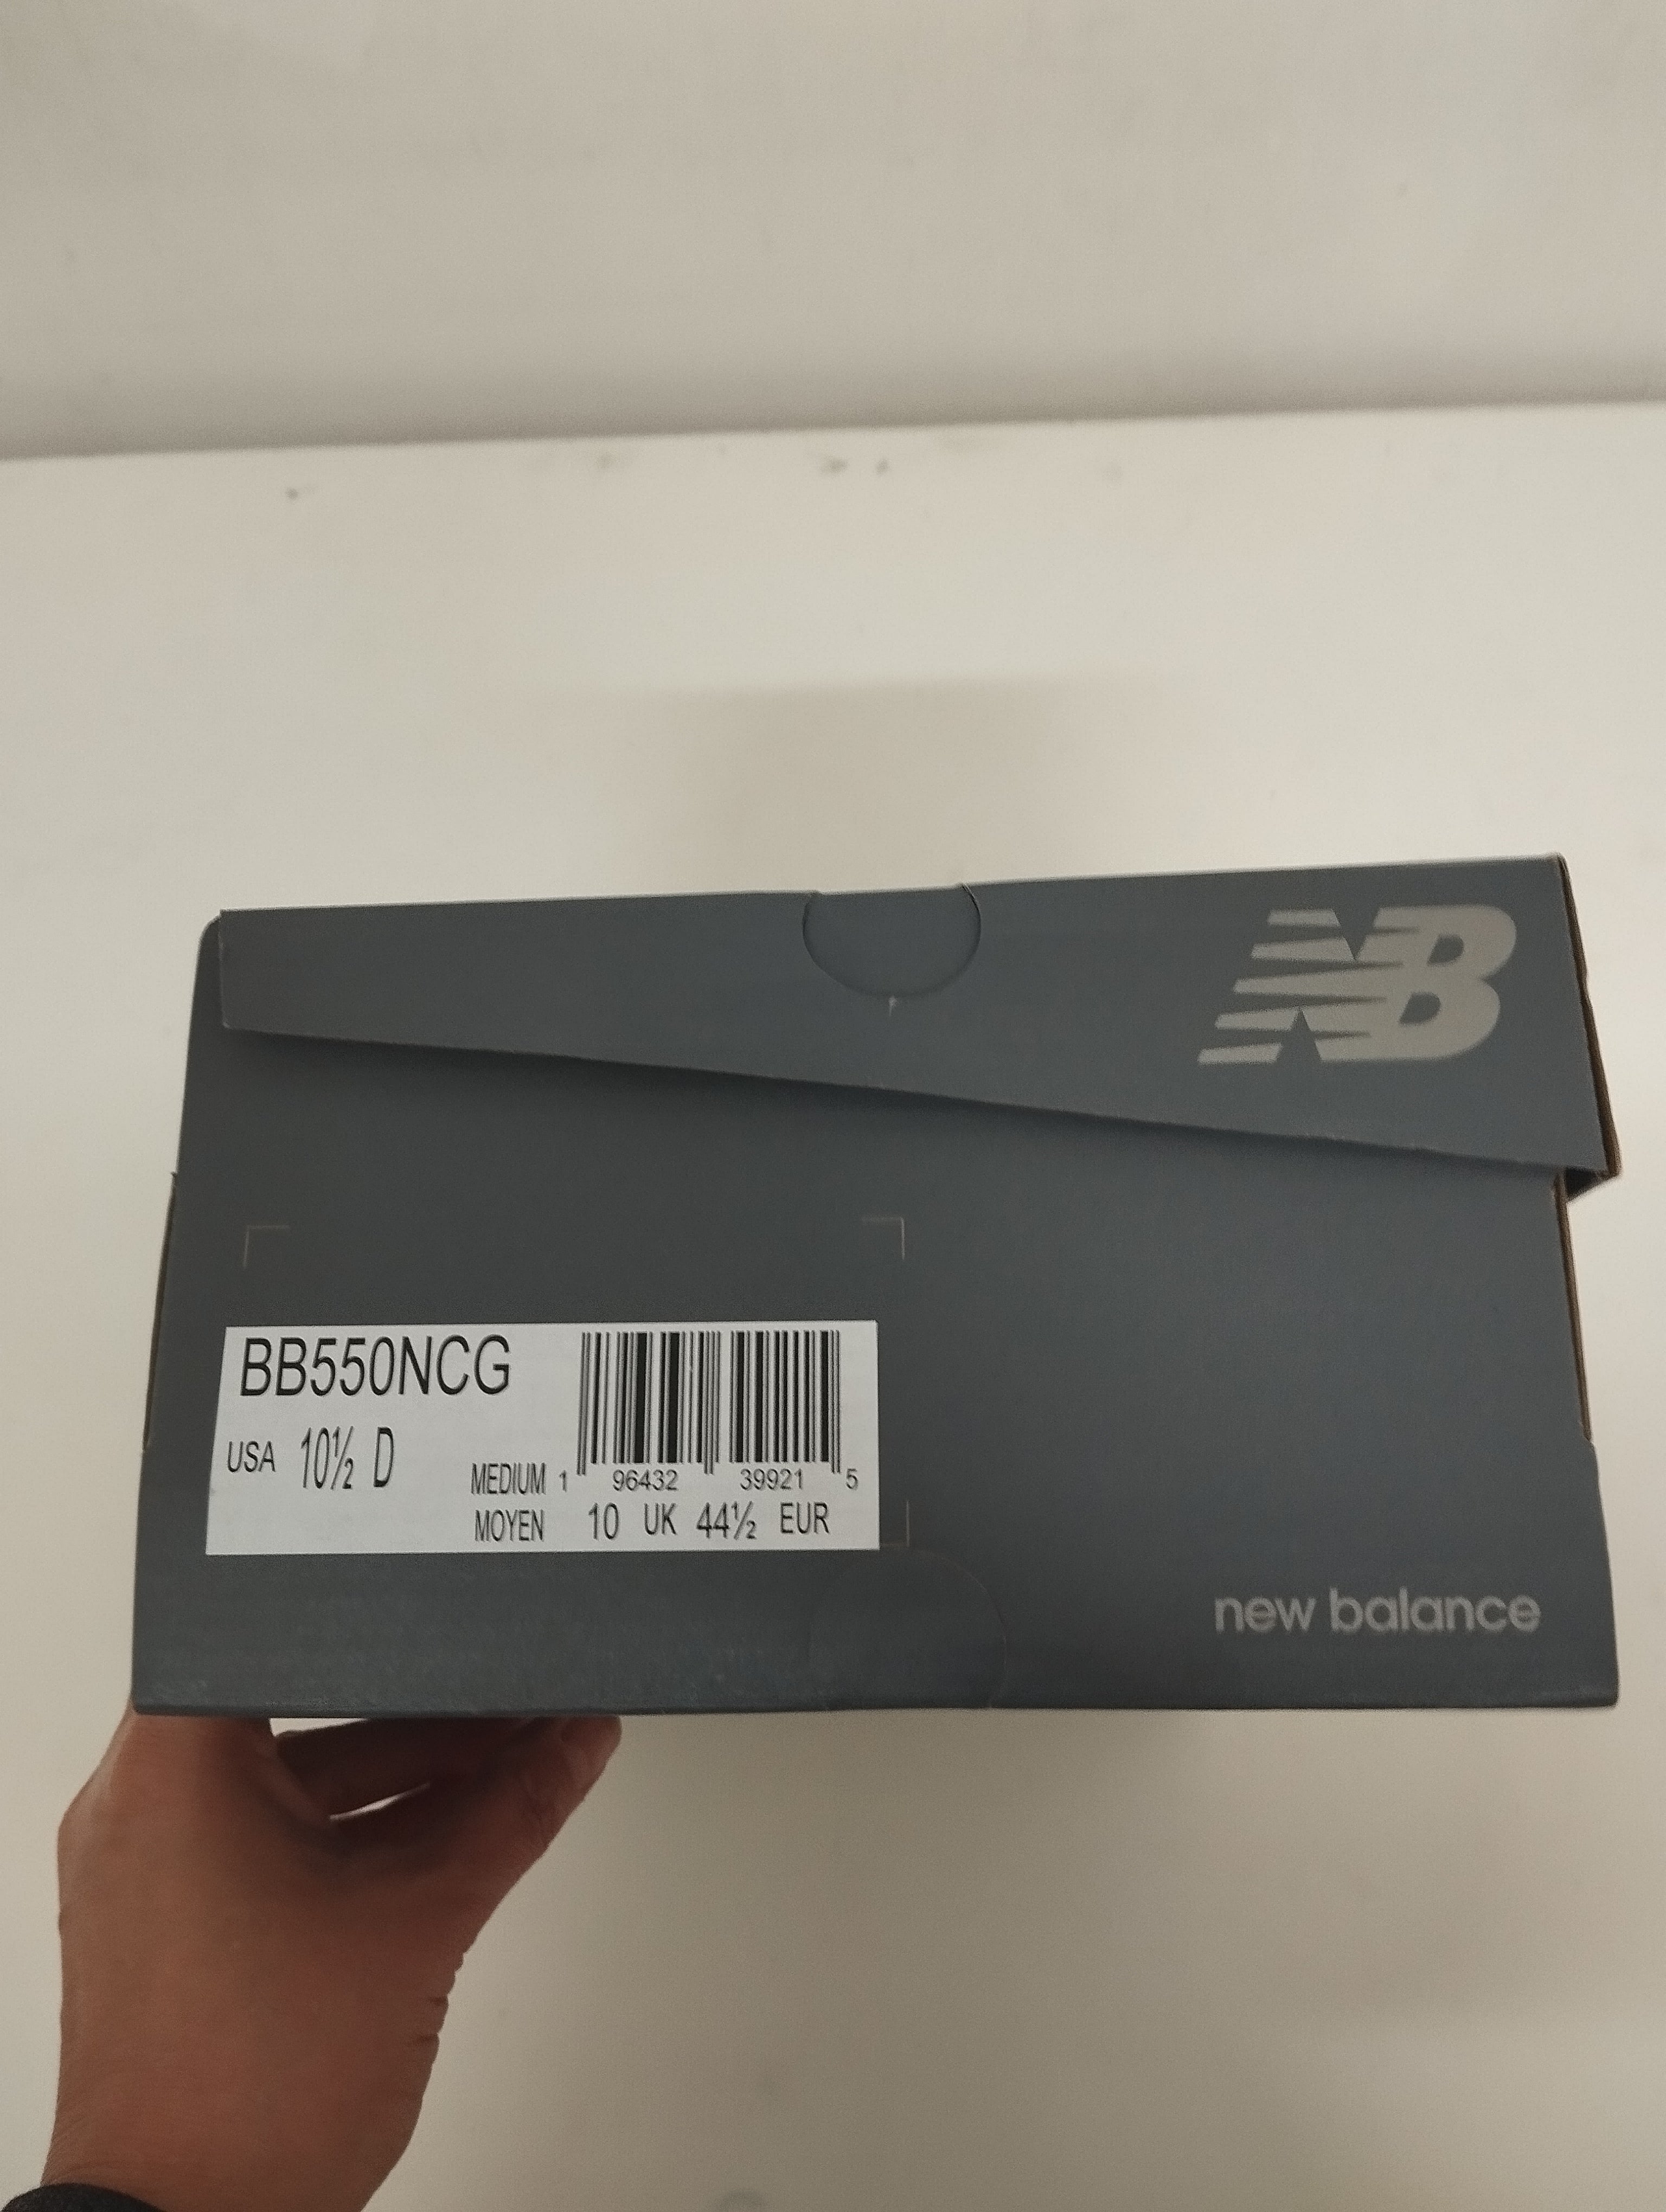 NB
BB550NCG
USA 10½ D
MEDIUM 1 96432 39921 5
MOYEN 10 UK 44½ EUR
new balance